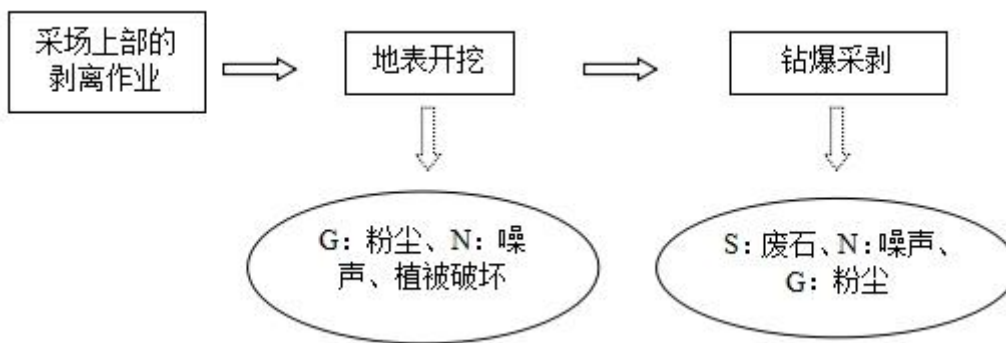 采场上部的
剥离作业
地表开挖
钻爆采剥
G：粉尘、N：噪
声、植被破坏
S：废石、N：噪声、
G：粉尘